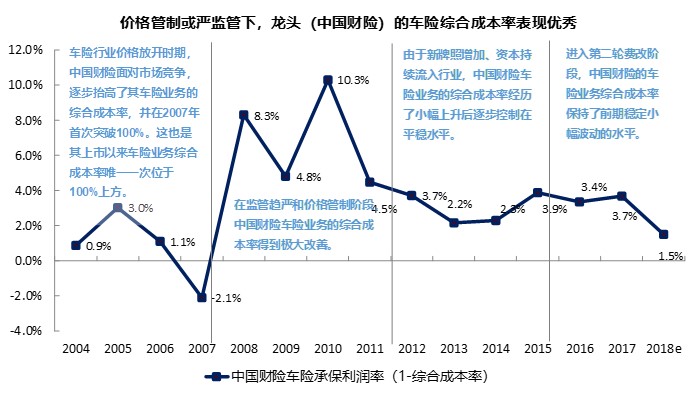 价格管制或严监管下，龙头（中国财险）的车险综合成本率表现优秀
12.0%
10.0%
8.0%
6.0%
4.0%
2.0%
0.0%
-2.0%
-4.0%
车险行业价格放开时期，
中国财险面对市场竞争，
逐步抬高了其车险业务的
综合成本率，并在2007年
首次突破100%。这也是
其上市以来车险业务综合
成本率唯一一次位于
100%上方。
在监管趋严和价格管制阶段，
中国财险车险业务的综合成
本率得到极大改善。
由于新牌照增加、资本持
续流入行业，中国财险车
险业务的综合成本率经历
了小幅上升后逐步控制在
平稳水平。
进入第二轮费改阶
段，中国财险的车
险业务综合成本率
保持了前期稳定小
幅波动的水平。
0.9%
3.0%
1.1%
-2.1%
8.3%
4.8%
10.3%
4.5%
3.7%
2.2%
2.3%
3.9%
3.4%
3.7%
1.5%
2004 2005 2006 2007 2008 2009 2010 2011 2012 2013 2014 2015 2016 2017 2018e
中国财险车险承保利润率（1-综合成本率）